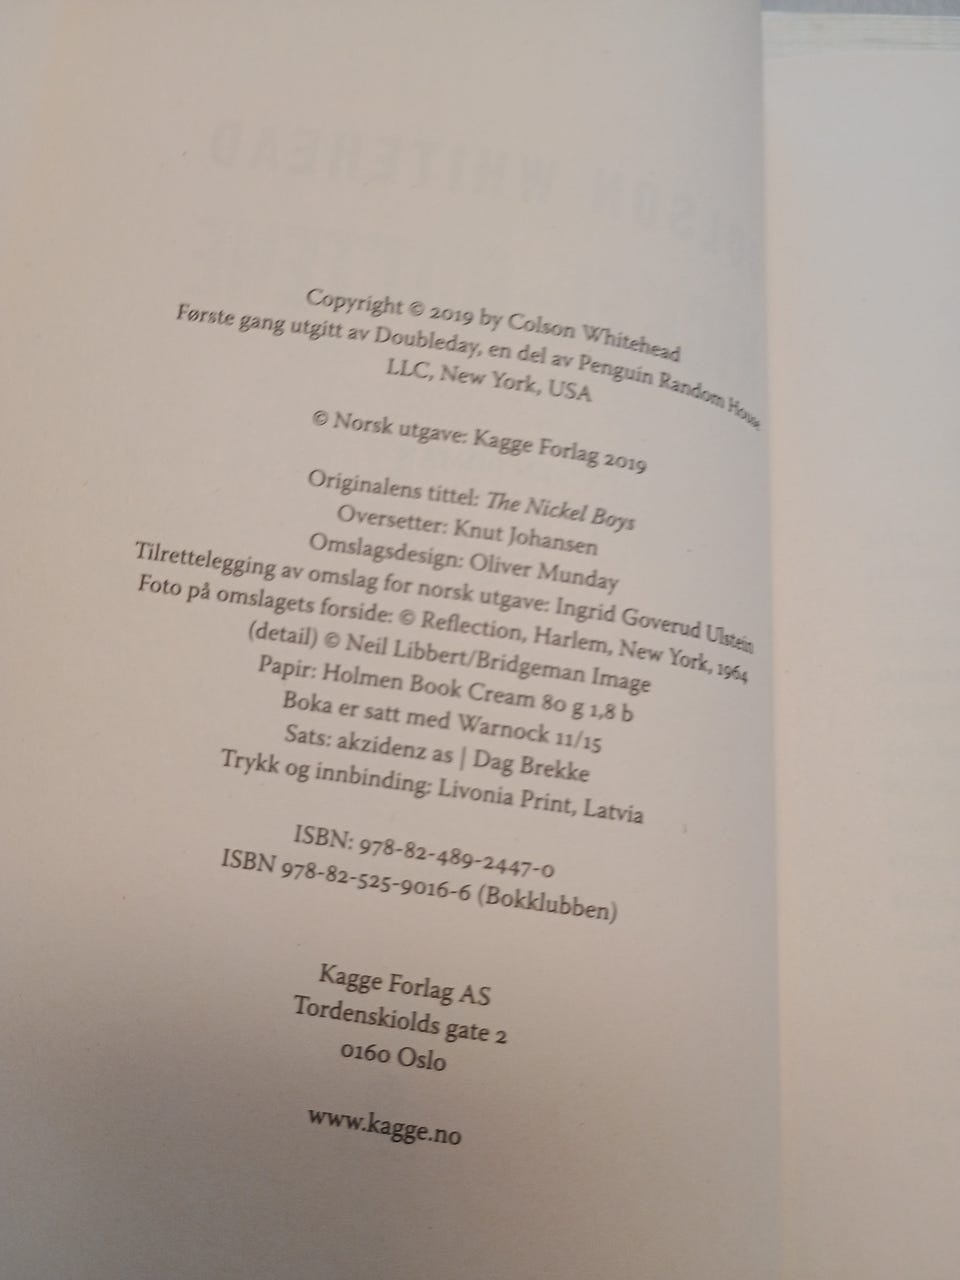 Copyright © 2019 by Colson Whitehead
Første gang utgitt av Doubleday, en del av Penguin Random House
LLC, New York, USA
© Norsk utgave: Kagge Forlag 2019
Originalens tittel: The Nickel Boys
Oversetter: Knut Johansen
Omslagsdesign: Oliver Munday
Tilrettelegging av omslag for norsk utgave: Ingrid Goverud Ulstein
Foto på omslagets forside: © Reflection, Harlem, New York, 1964
(detail) © Neil Libbert/Bridgeman Image
Papir: Holmen Book Cream 80 g 1,8 b
Boka er satt med Warnock 11/15
Sats: akzidenz as | Dag Brekke
Trykk og innbinding: Livonia Print, Latvia
ISBN: 978-82-489-2447-0
ISBN 978-82-525-9016-6 (Bokklubben)
Kagge Forlag AS
Tordenskiolds gate 2
0160 Oslo
www.kagge.no